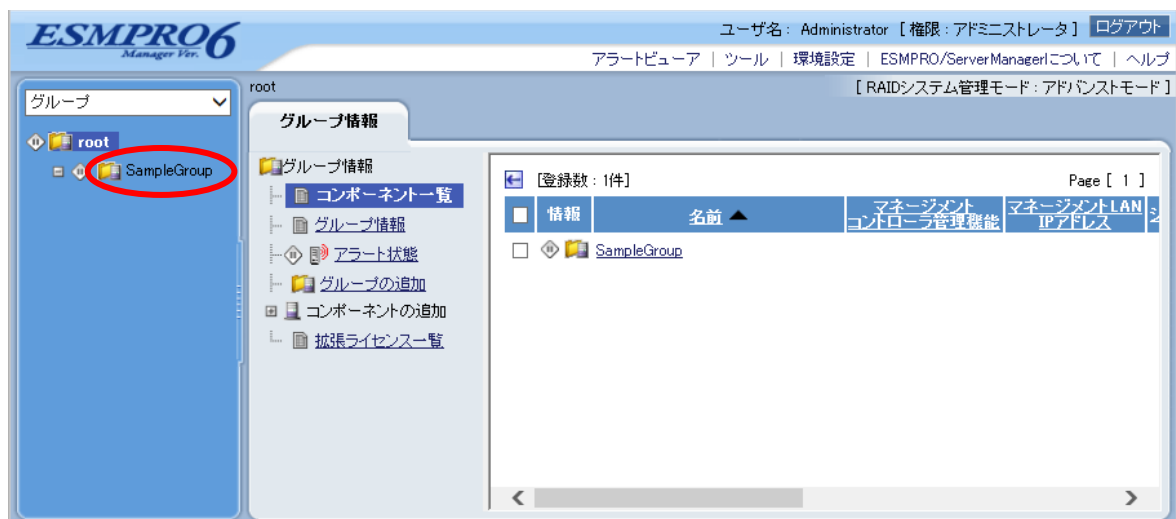 ESMPRO6
Manager Ver.
ユーザ名： Administrator [ 権限：アドミニストレータ ] ログアウト
アラートビューア | ツール | 環境設定 | ESMPRO/ServerManagerについて | ヘルプ
グループ
root
SampleGroup
root
[ RAIDシステム管理モード：アドバンストモード ]
グループ情報
グループ情報
コンポーネント一覧
グループ情報
アラート状態
グループの追加
コンポーネントの追加
拡張ライセンス一覧
[登録数：1件]
Page [ 1 ]
情報
名前 ▲
マネージメント
コントローラ管理機能
マネージメントLAN
IPアドレス
SampleGroup